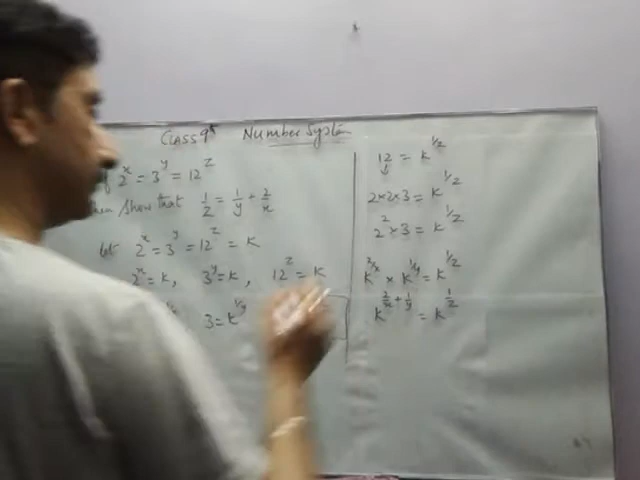 Class 9th Number System
If 2^x = 3^y = 12^z
then show that 1/z = 1/y + 2/x
let 2^x = 3^y = 12^z = K
2^x = K, 3^y = K, 12^z = K
3 = K^1/y
12 = K^1/z
2×2×3 = K^1/z
2^2 × 3 = K^1/z
K^2/x × K^1/y = K^1/z
K^2/x + 1/y = K^1/z